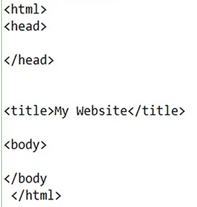 <html>
<head>
</head>
<title>My Website</title>
<body>
</body
</html>